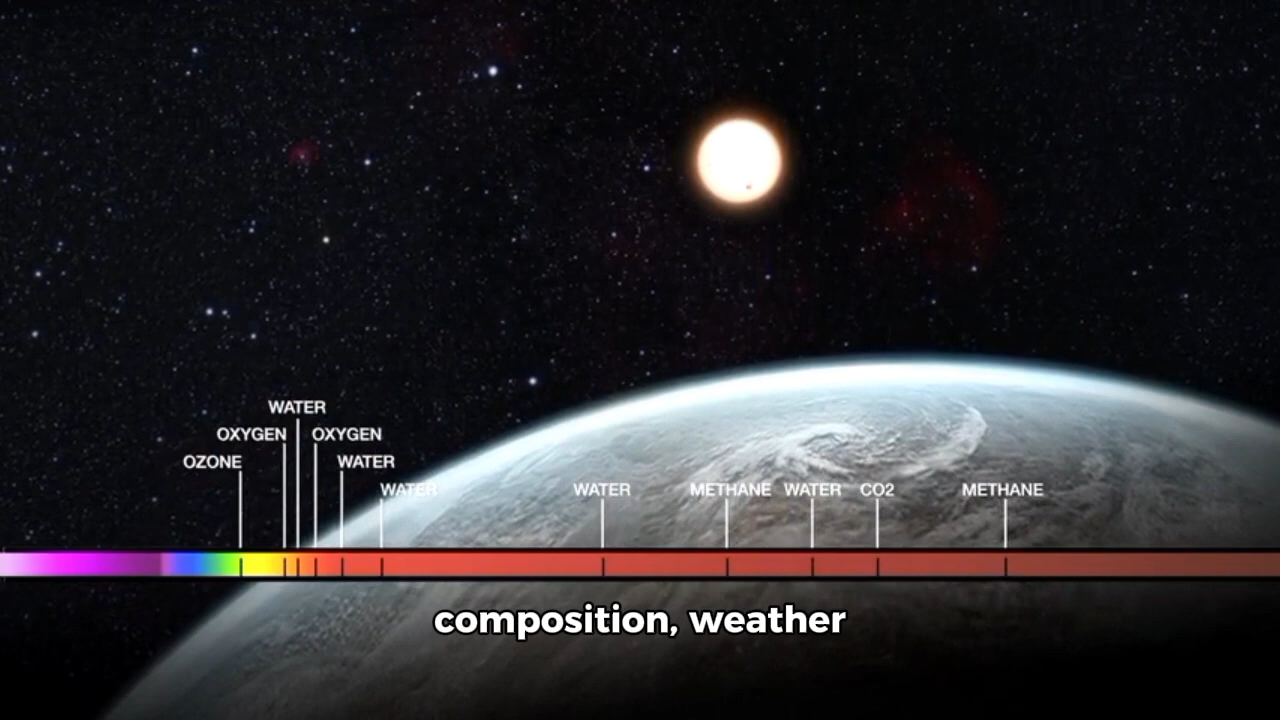 WATER
OXYGEN OXYGEN
OZONE WATER
WATER WATER METHANE WATER CO2 METHANE
composition, weather